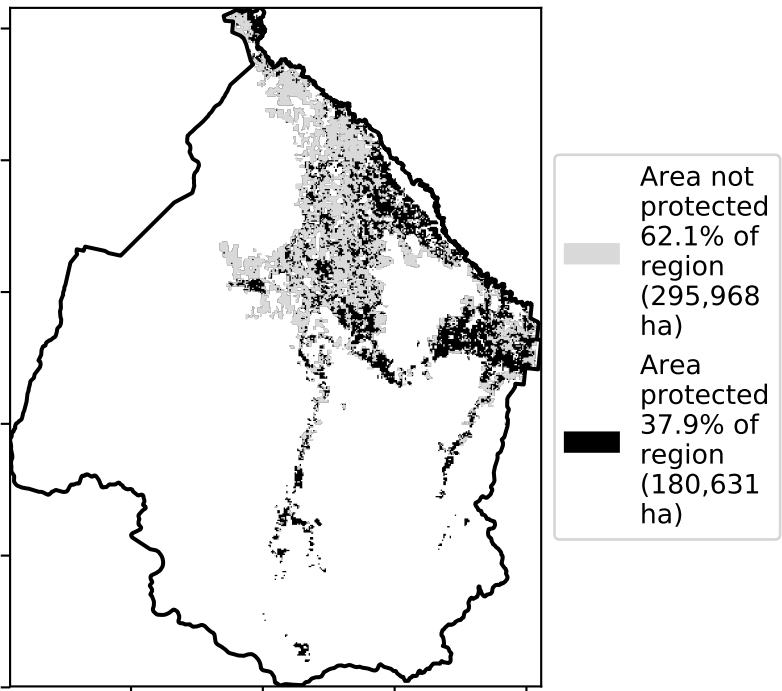 Area not
protected
62.1% of
region
(295,968
ha)
Area
protected
37.9% of
region
(180,631
ha)